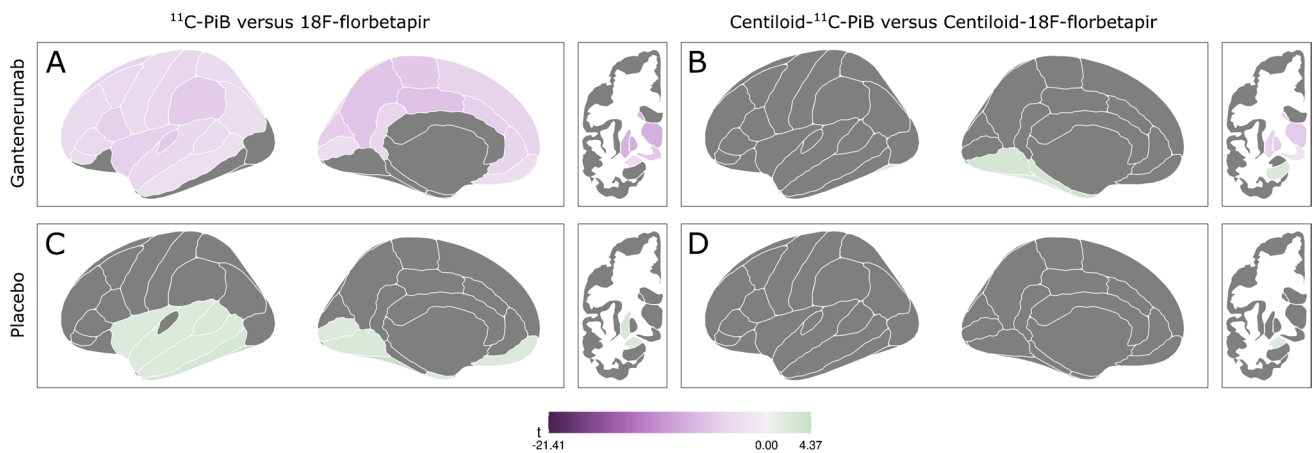 ¹¹C-PiB versus 18F-florbetapir
Centiloid-¹¹C-PiB versus Centiloid-18F-florbetapir
Gantenerumab
A
B
Placebo
C
D
t
-21.41
0.00
4.37